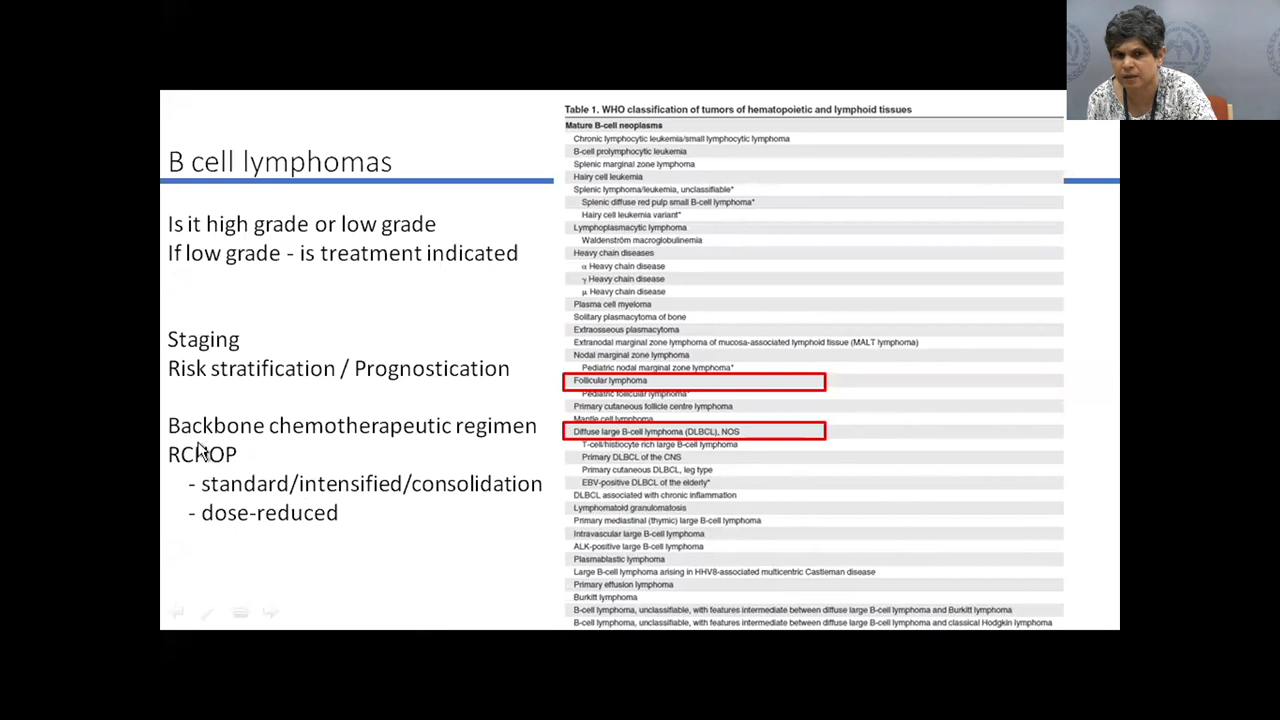 B cell lymphomas
Is it high grade or low grade
If low grade - is treatment indicated
Staging
Risk stratification / Prognostication
Backbone chemotherapeutic regimen
RCHOP
- standard/intensified/consolidation
- dose-reduced
Table 1. WHO classification of tumors of hematopoietic and lymphoid tissues
Mature B-cell neoplasms
Chronic lymphocytic leukemia/small lymphocytic lymphoma
B-cell prolymphocytic leukemia
Splenic marginal zone lymphoma
Hairy cell leukemia
Splenic lymphoma/leukemia, unclassifiable*
Splenic diffuse red pulp small B-cell lymphoma*
Hairy cell leukemia variant*
Lymphoplasmacytic lymphoma
Waldenström macroglobulinemia
Heavy chain diseases
α Heavy chain disease
γ Heavy chain disease
μ Heavy chain disease
Plasma cell myeloma
Solitary plasmacytoma of bone
Extraosseous plasmacytoma
Extranodal marginal zone lymphoma of mucosa-associated lymphoid tissue (MALT lymphoma)
Nodal marginal zone lymphoma
Pediatric nodal marginal zone lymphoma*
Follicular lymphoma
Pediatric follicular lymphoma*
Primary cutaneous follicle centre lymphoma
Mantle cell lymphoma
Diffuse large B-cell lymphoma (DLBCL), NOS
T-cell/histiocyte rich large B-cell lymphoma
Primary DLBCL of the CNS
Primary cutaneous DLBCL, leg type
EBV-positive DLBCL of the elderly*
DLBCL associated with chronic inflammation
Lymphomatoid granulomatosis
Primary mediastinal (thymic) large B-cell lymphoma
Intravascular large B-cell lymphoma
ALK-positive large B-cell lymphoma
Plasmablastic lymphoma
Large B-cell lymphoma arising in HHV8-associated multicentric Castleman disease
Primary effusion lymphoma
Burkitt lymphoma
B-cell lymphoma, unclassifiable, with features intermediate between diffuse large B-cell lymphoma and Burkitt lymphoma
B-cell lymphoma, unclassifiable, with features intermediate between diffuse large B-cell lymphoma and classical Hodgkin lymphoma